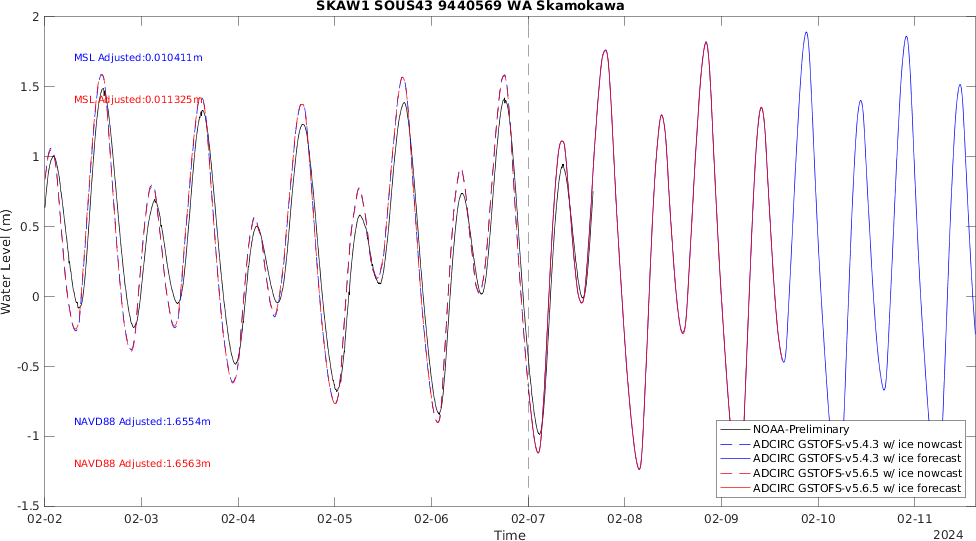 SKAW1 SOUS43 9440569 WA Skamokawa
2
1.5
1
0.5
0
-0.5
-1
-1.5
Water Level (m)
MSL Adjusted:0.010411m
MSL Adjusted:0.011325m
NAVD88 Adjusted:1.6554m
NAVD88 Adjusted:1.6563m
NOAA-Preliminary
ADCIRC GSTOFS-v5.4.3 w/ ice nowcast
ADCIRC GSTOFS-v5.4.3 w/ ice forecast
ADCIRC GSTOFS-v5.6.5 w/ ice nowcast
ADCIRC GSTOFS-v5.6.5 w/ ice forecast
02-02 02-03 02-04 02-05 02-06 02-07 02-08 02-09 02-10 02-11
Time
2024